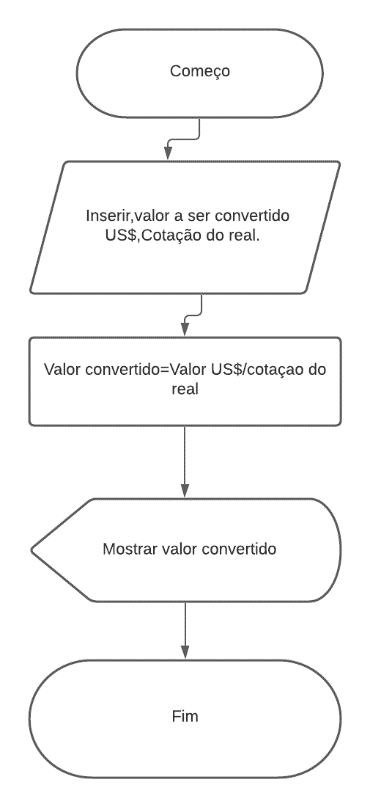 Começo
Inserir,valor a ser convertido
US$,Cotação do real.
Valor convertido=Valor US$/cotaçao do
real
Mostrar valor convertido
Fim